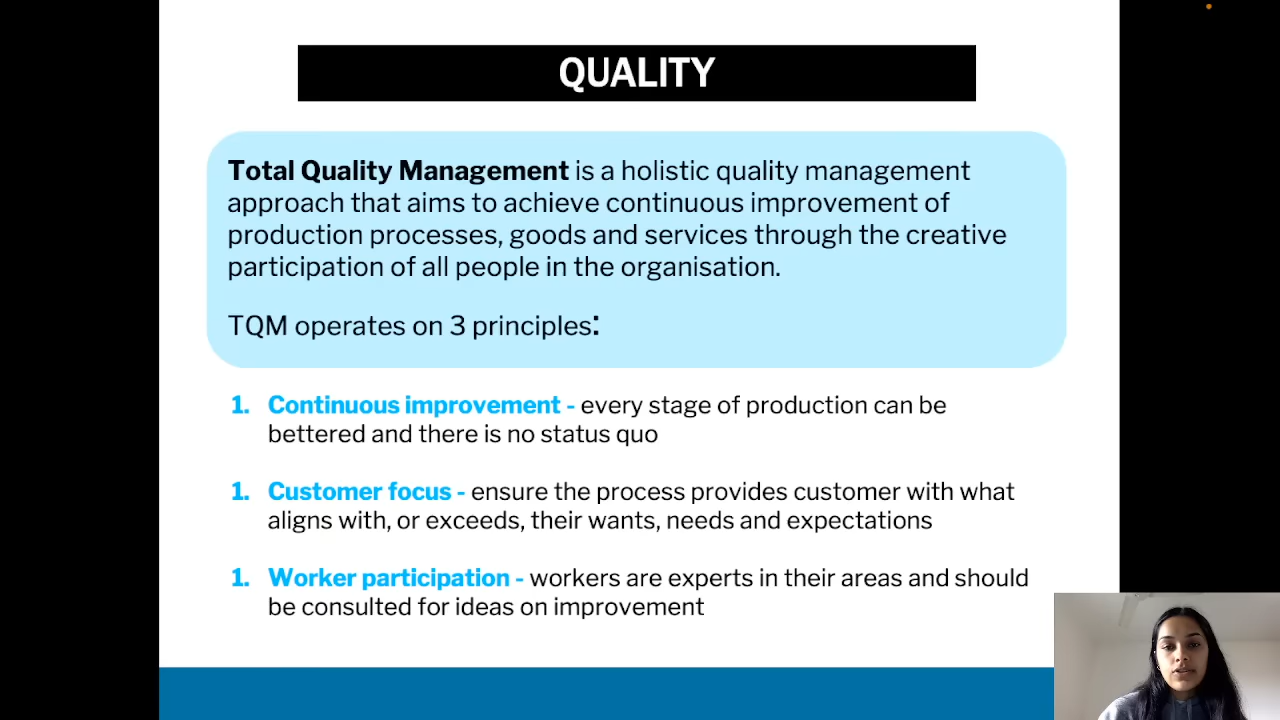 QUALITY
Total Quality Management is a holistic quality management
approach that aims to achieve continuous improvement of
production processes, goods and services through the creative
participation of all people in the organisation.
TQM operates on 3 principles:
1. Continuous improvement - every stage of production can be
bettered and there is no status quo
1. Customer focus - ensure the process provides customer with what
aligns with, or exceeds, their wants, needs and expectations
1. Worker participation - workers are experts in their areas and should
be consulted for ideas on improvement